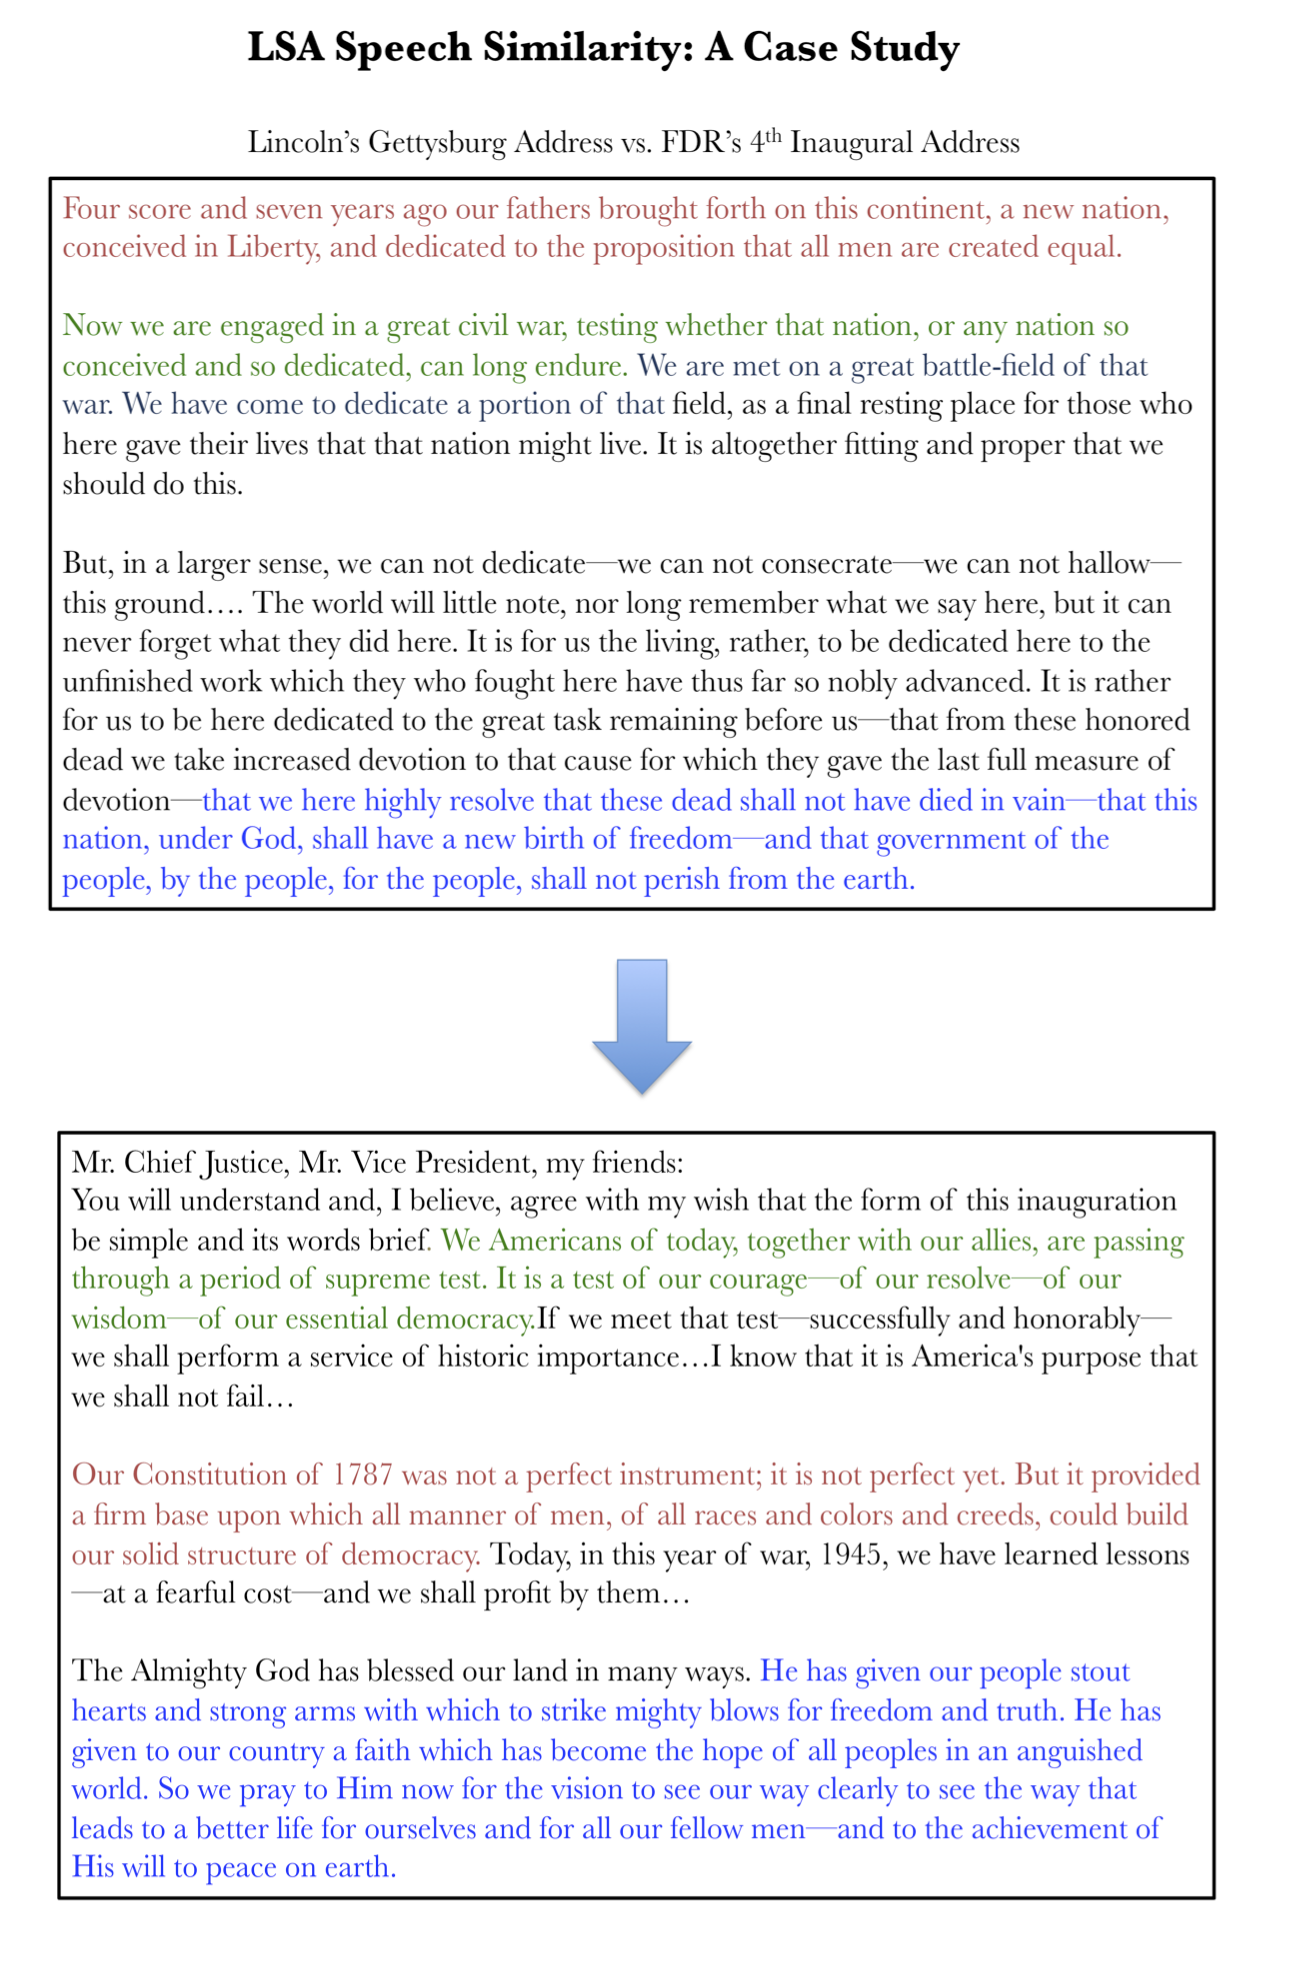 LSA Speech Similarity: A Case Study
Lincoln’s Gettysburg Address vs. FDR’s 4th Inaugural Address
Four score and seven years ago our fathers brought forth on this continent, a new nation,
conceived in Liberty, and dedicated to the proposition that all men are created equal.
Now we are engaged in a great civil war, testing whether that nation, or any nation so
conceived and so dedicated, can long endure. We are met on a great battle-field of that
war. We have come to dedicate a portion of that field, as a final resting place for those who
here gave their lives that that nation might live. It is altogether fitting and proper that we
should do this.
But, in a larger sense, we can not dedicate—we can not consecrate—we can not hallow—
this ground…. The world will little note, nor long remember what we say here, but it can
never forget what they did here. It is for us the living, rather, to be dedicated here to the
unfinished work which they who fought here have thus far so nobly advanced. It is rather
for us to be here dedicated to the great task remaining before us—that from these honored
dead we take increased devotion to that cause for which they gave the last full measure of
devotion—that we here highly resolve that these dead shall not have died in vain—that this
nation, under God, shall have a new birth of freedom—and that government of the
people, by the people, for the people, shall not perish from the earth.
Mr. Chief Justice, Mr. Vice President, my friends:
You will understand and, I believe, agree with my wish that the form of this inauguration
be simple and its words brief. We Americans of today, together with our allies, are passing
through a period of supreme test. It is a test of our courage—of our resolve—of our
wisdom—of our essential democracy.If we meet that test—successfully and honorably—
we shall perform a service of historic importance…I know that it is America's purpose that
we shall not fail…
Our Constitution of 1787 was not a perfect instrument; it is not perfect yet. But it provided
a firm base upon which all manner of men, of all races and colors and creeds, could build
our solid structure of democracy. Today, in this year of war, 1945, we have learned lessons
—at a fearful cost—and we shall profit by them…
The Almighty God has blessed our land in many ways. He has given our people stout
hearts and strong arms with which to strike mighty blows for freedom and truth. He has
given to our country a faith which has become the hope of all peoples in an anguished
world. So we pray to Him now for the vision to see our way clearly to see the way that
leads to a better life for ourselves and for all our fellow men—and to the achievement of
His will to peace on earth.